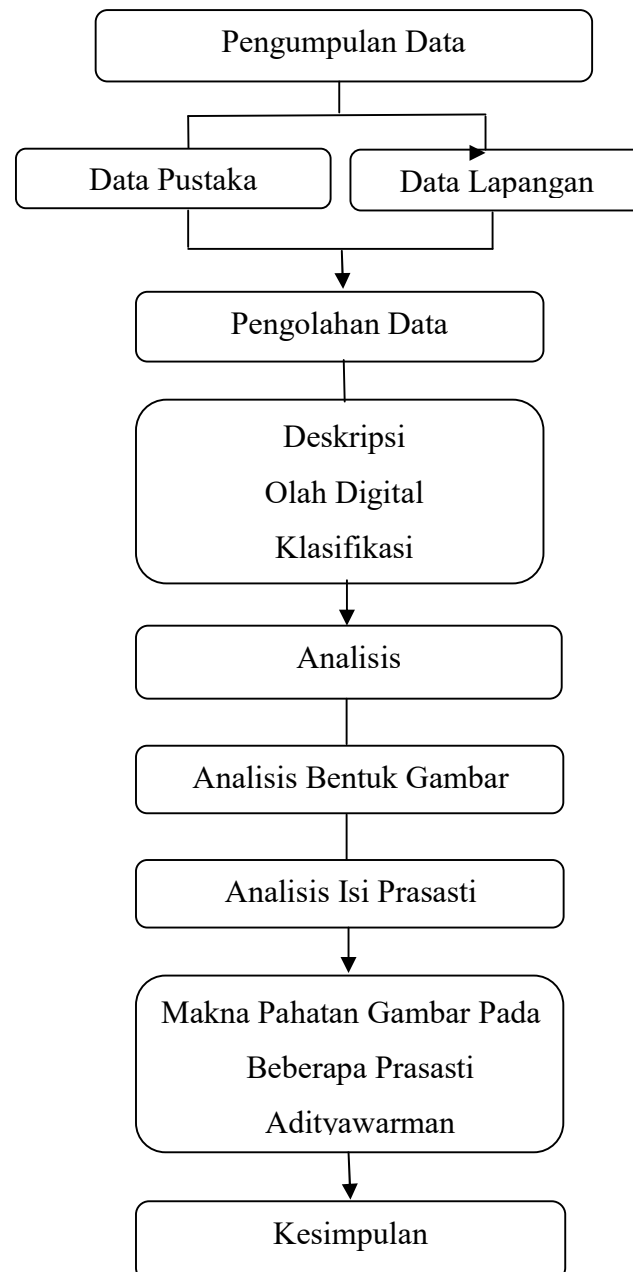 Pengumpulan Data
Data Pustaka
Data Lapangan
Pengolahan Data
Deskripsi
Olah Digital
Klasifikasi
Analisis
Analisis Bentuk Gambar
Analisis Isi Prasasti
Makna Pahatan Gambar Pada
Beberapa Prasasti
Adityawarman
Kesimpulan